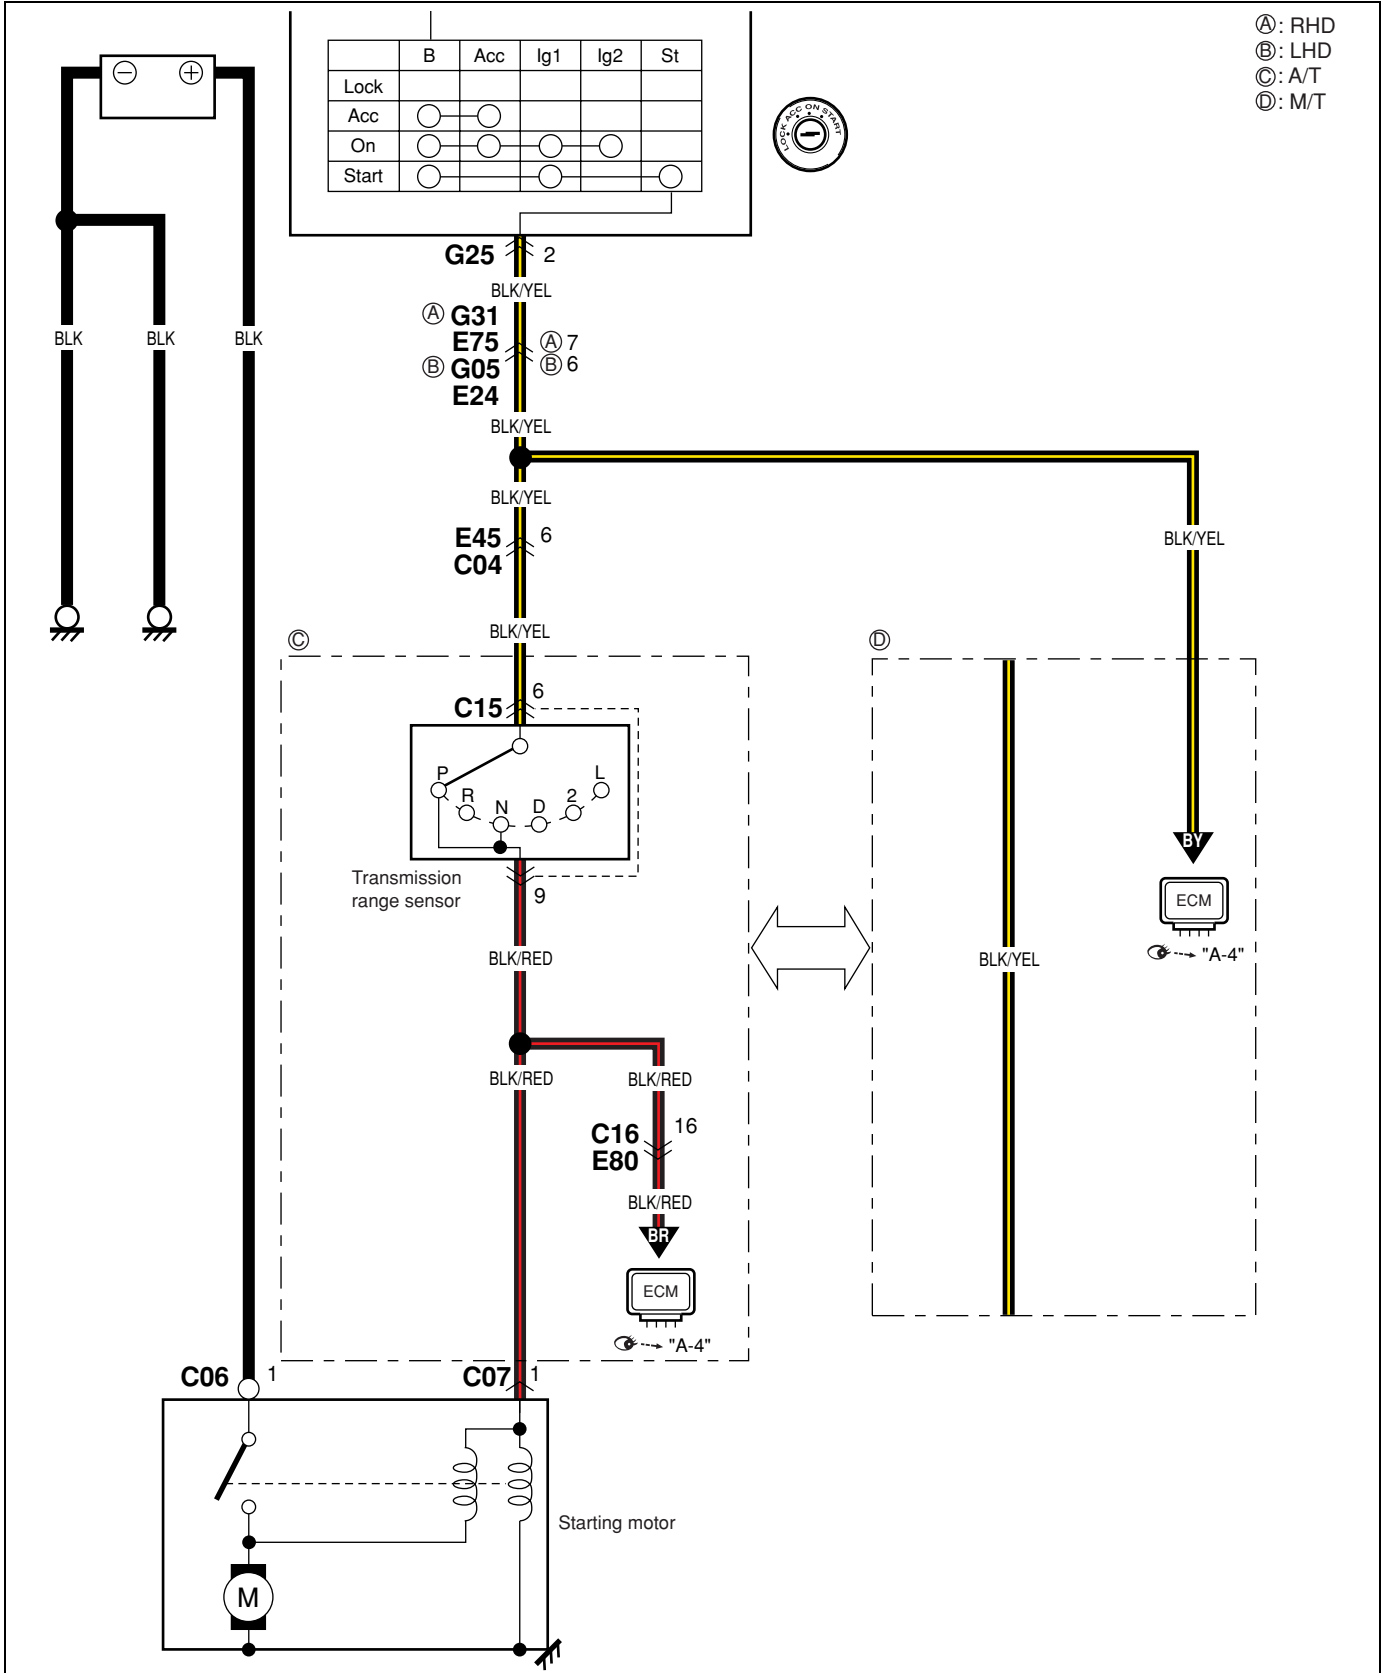 Ⓐ: RHD
Ⓑ: LHD
Ⓒ: A/T
Ⓓ: M/T
B Acc Ig1 Ig2 St
Lock
Acc
On
Start
LOCK ACC ON START
− +
G25 2
BLK/YEL
Ⓐ G31
E75 Ⓐ 7
Ⓑ G05 Ⓑ 6
E24
BLK BLK BLK
BLK/YEL
BLK/YEL
E45 6
C04
BLK/YEL
BLK/YEL
Ⓒ
Ⓓ
C15 6
P R N D 2 L
Transmission
range sensor
9
BY
ECM
"A-4"
BLK/RED
BLK/YEL
BLK/RED BLK/RED
C16 16
E80
BLK/RED
BR
ECM
"A-4"
C06 1
C07 1
Starting motor
M